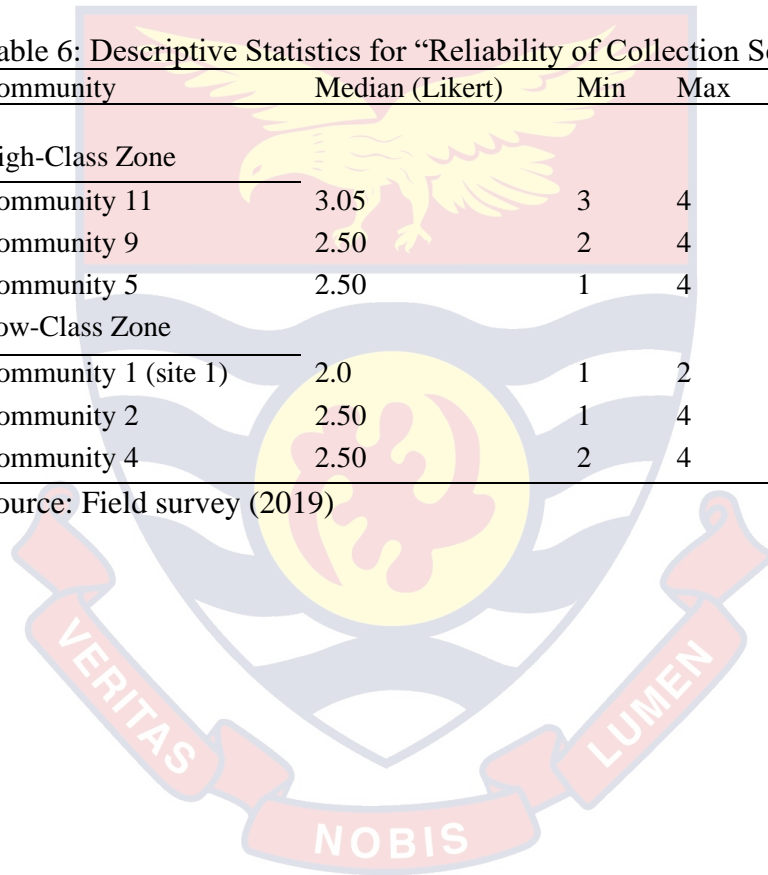 able 6: Descriptive Statistics for “Reliability of Collection Se
ommunity Median (Likert) Min Max
igh-Class Zone
ommunity 11 3.05 3 4
ommunity 9 2.50 2 4
ommunity 5 2.50 1 4
ow-Class Zone
ommunity 1 (site 1) 2.0 1 2
ommunity 2 2.50 1 4
ommunity 4 2.50 2 4
ource: Field survey (2019)
VERITAS
NOBIS
LUMEN